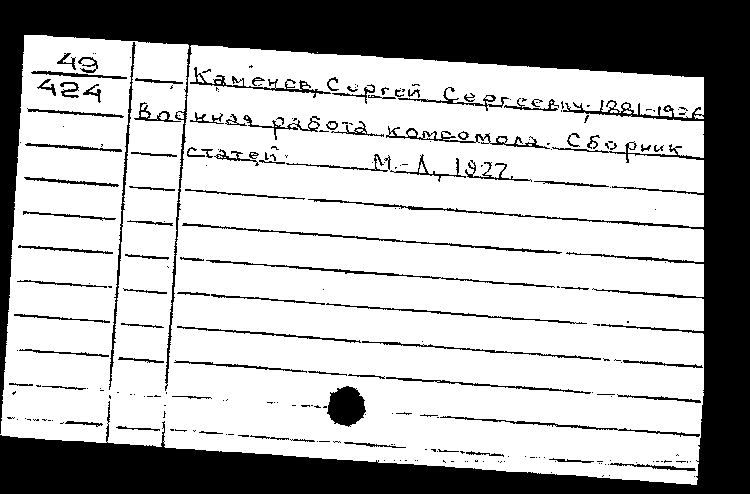 49
424
Каменев, Сергей Сергеевич, 1881-1936
Военная работа комсомола. Сборник
статей. М.-Л., 1927.